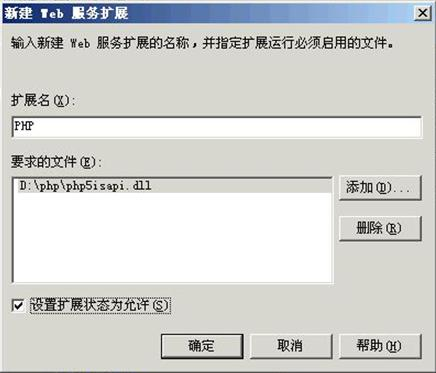 新建 Web 服务扩展
输入新建 Web 服务扩展的名称，并指定扩展运行必须启用的文件。
扩展名(X):
PHP
要求的文件(E):
D:\php\php5isapi.dll
添加(D)...
删除(R)
设置扩展状态为允许(S)
确定 取消 帮助(H)